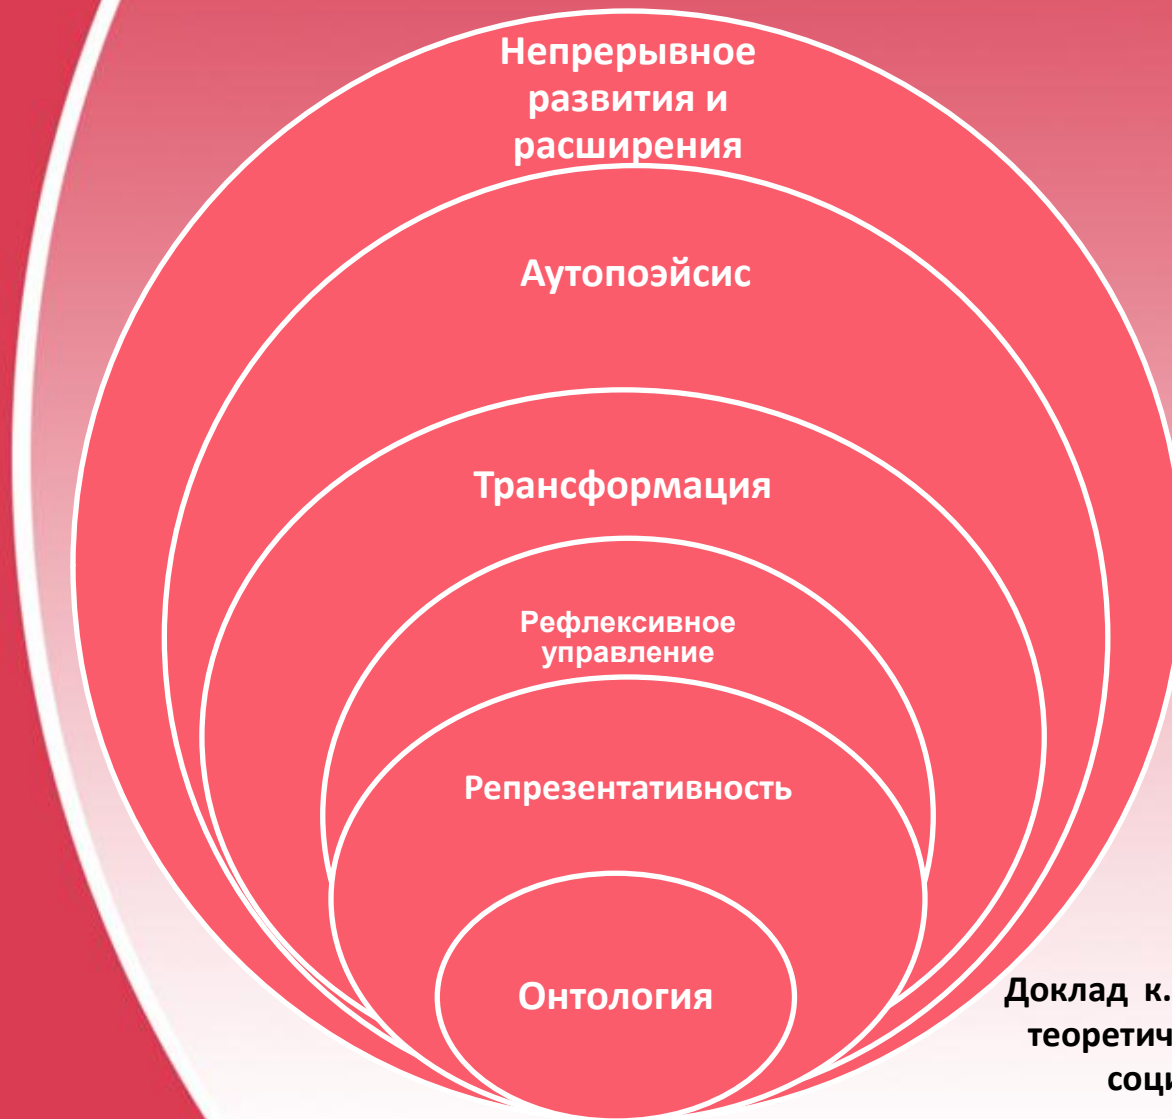 Непрерывное
развития и
расширения
Аутопоэйсис
Трансформация
Рефлексивное
управление
Репрезентативность
Онтология
Доклад к.
теоретич
соци